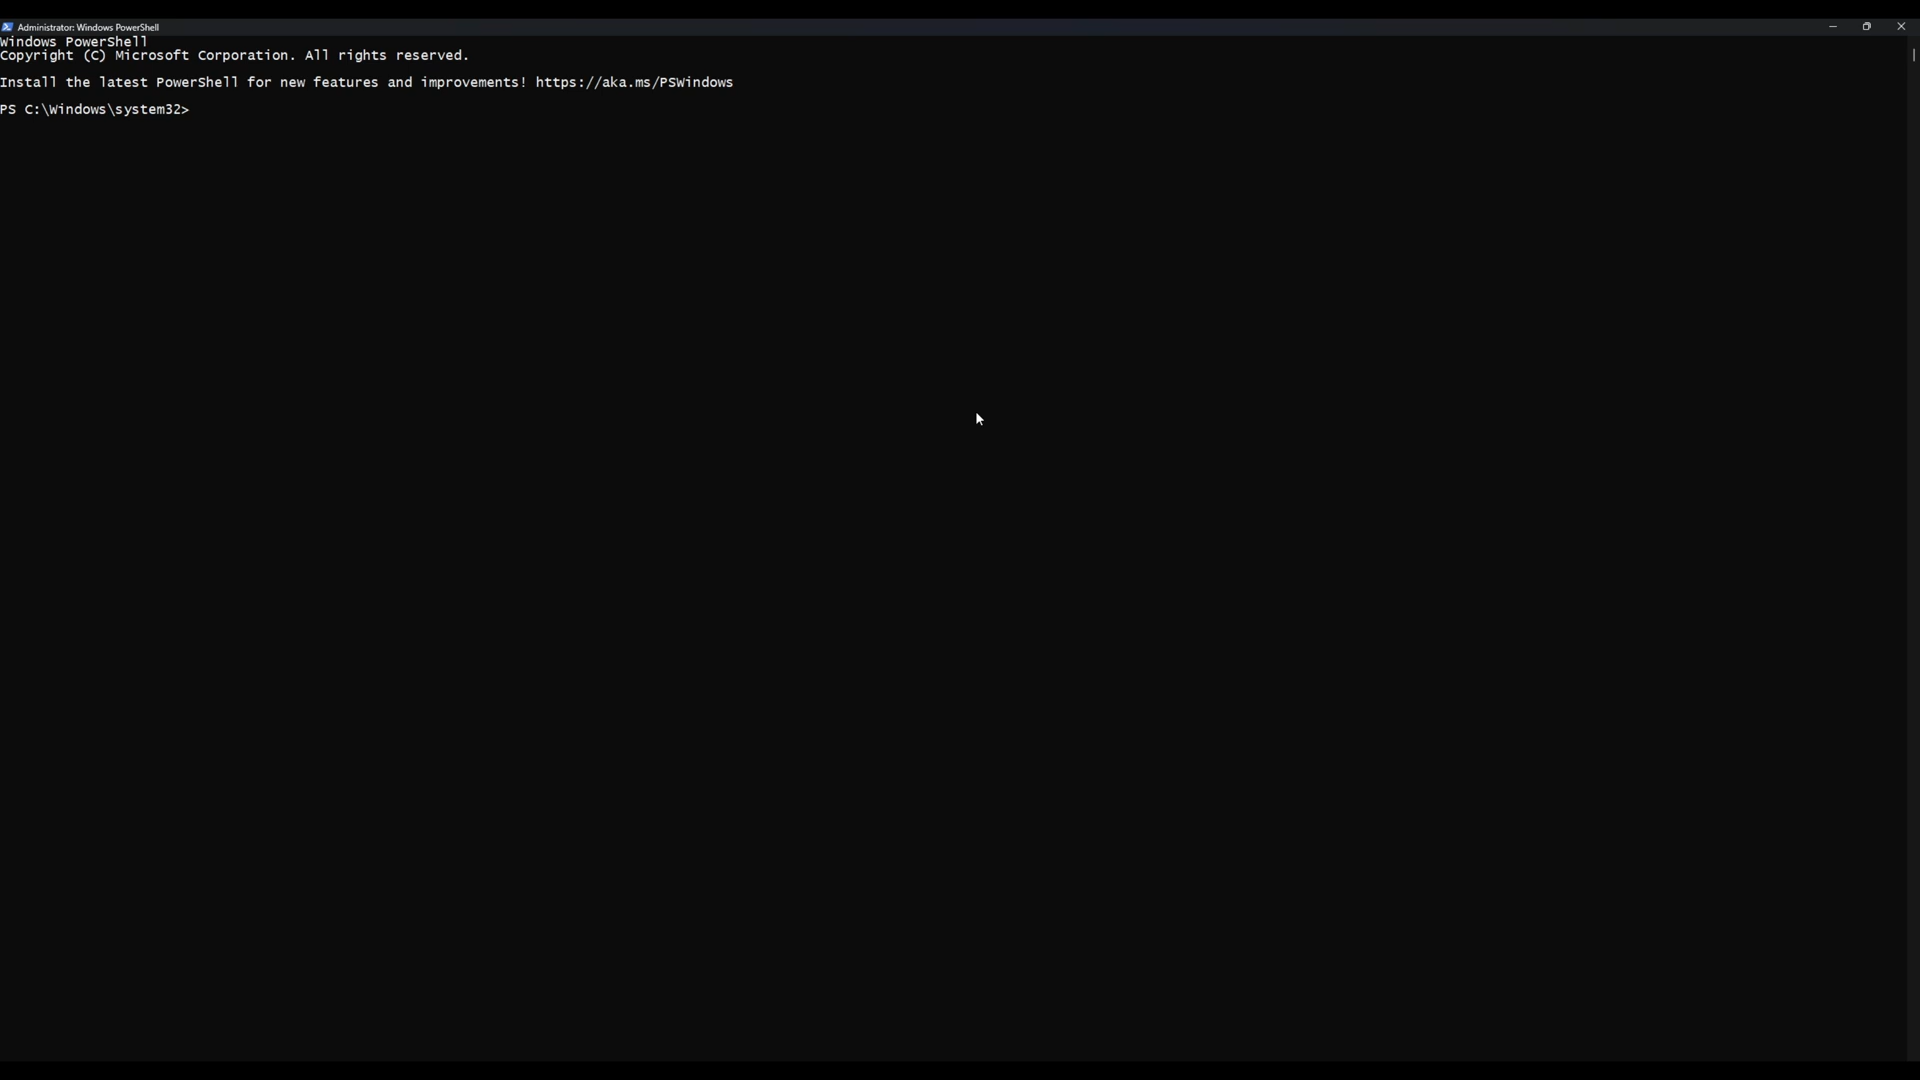 Administrator: Windows PowerShell
Windows PowerShell
Copyright (C) Microsoft Corporation. All rights reserved.
Install the latest PowerShell for new features and improvements! https://aka.ms/PSWindows
PS C:\Windows\system32>